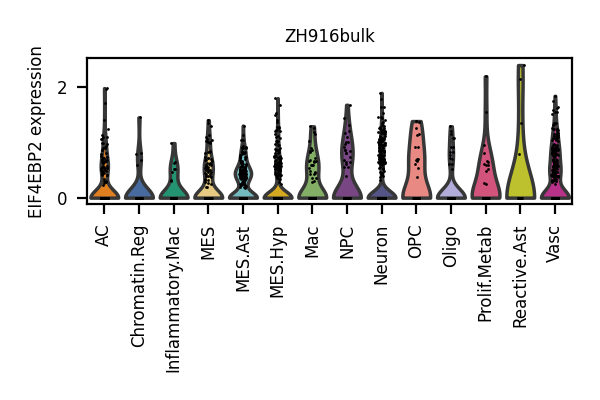 ZH916bulk
EIF4EBP2 expression
2
0
AC
Chromatin.Reg
Inflammatory.Mac
MES
MES.Ast
MES.Hyp
Mac
NPC
Neuron
OPC
Oligo
Prolif.Metab
Reactive.Ast
Vasc